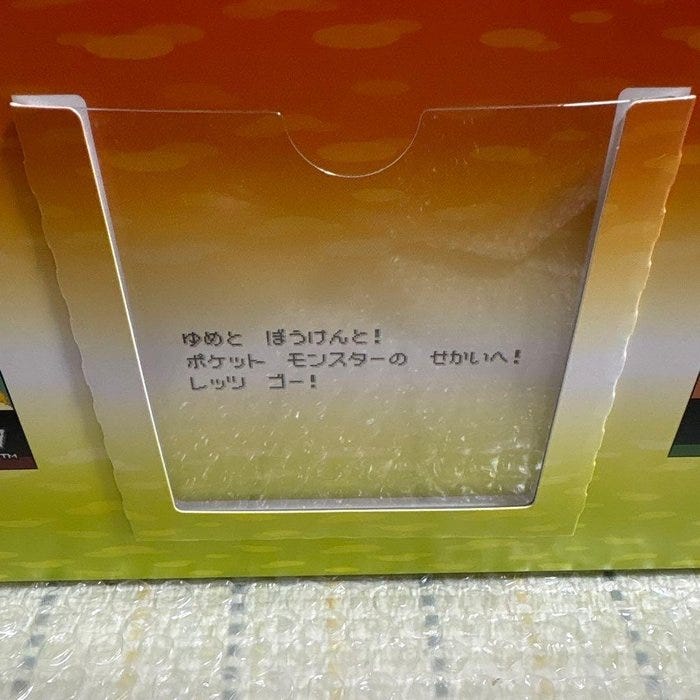 ゆめと ぼうけんと！
ポケット モンスターの せかいへ！
レッツ ゴー！
TM